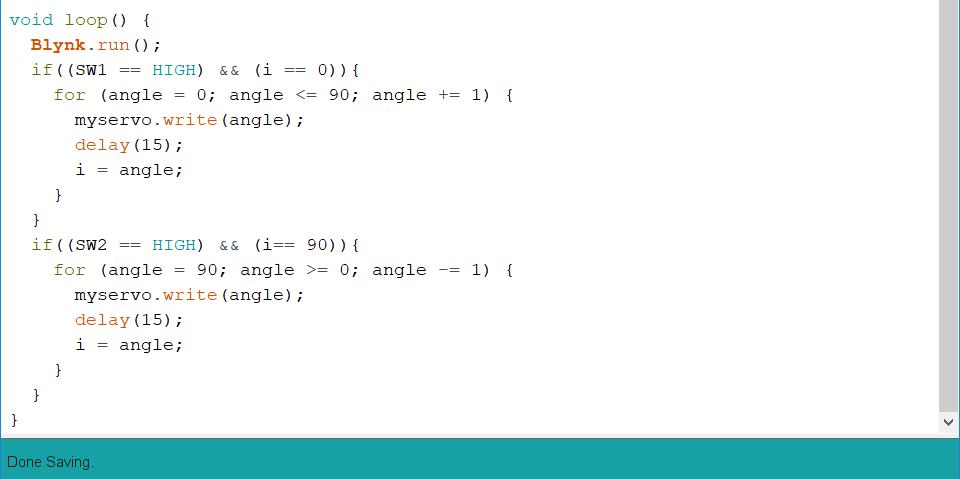 void loop() {
  Blynk.run();
  if((SW1 == HIGH) && (i == 0)){
    for (angle = 0; angle <= 90; angle += 1) {
      myservo.write(angle);
      delay(15);
      i = angle;
    }
  }
  if((SW2 == HIGH) && (i== 90)){
    for (angle = 90; angle >= 0; angle -= 1) {
      myservo.write(angle);
      delay(15);
      i = angle;
    }
  }
}
Done Saving.